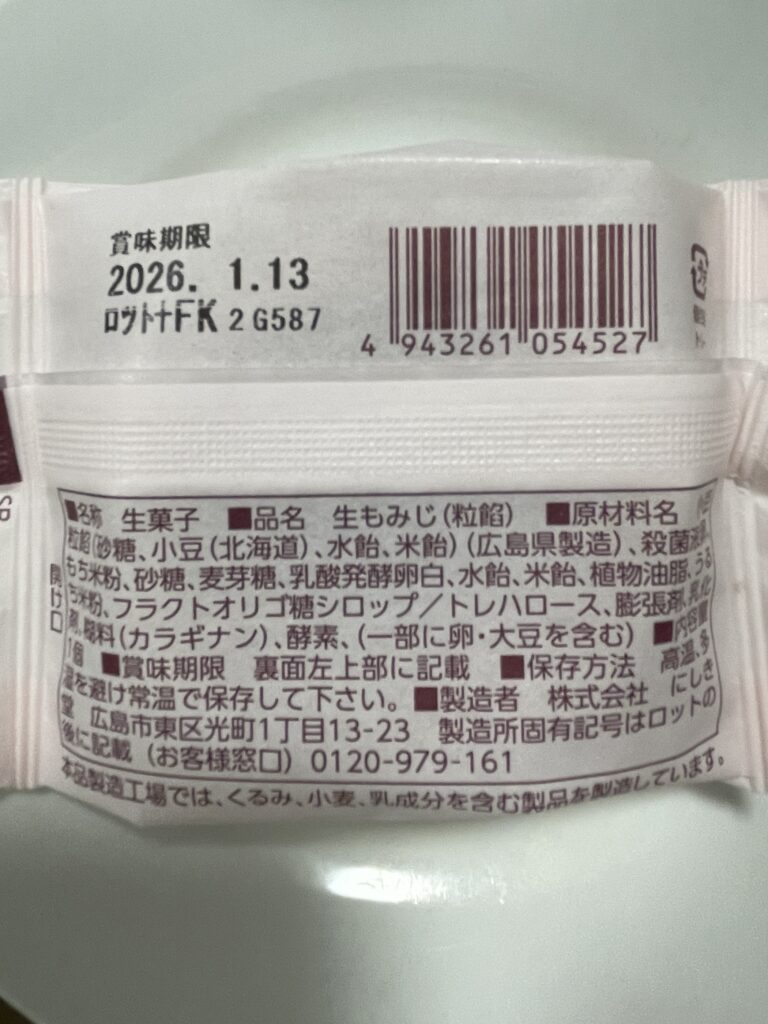 賞味期限
2026. 1.13
ロットナFK 2 G587
4 943261 054527
■名称 生菓子 ■品名 生もみじ(粒餡) ■原材料名 小豆
粒餡(砂糖、小豆(北海道)、水飴、米飴)(広島県製造)、殺菌液卵、
もち米粉、砂糖、麦芽糖、乳酸発酵卵白、水飴、米飴、植物油脂、うる
ち米粉、フラクトオリゴ糖シロップ/トレハロース、膨張剤、乳化
剤、糊料(カラギナン)、酵素、(一部に卵・大豆を含む) ■内容量
1個 ■賞味期限 裏面左上部に記載 ■保存方法 高温、多
湿を避け常温で保存して下さい。■製造者 株式会社 にしき
堂 広島市東区光町1丁目13-23 製造所固有記号はロットの
後に記載 (お客様窓口) 0120-979-161
本品製造工場では、くるみ、小麦、乳成分を含む製品を製造しています。
開け口